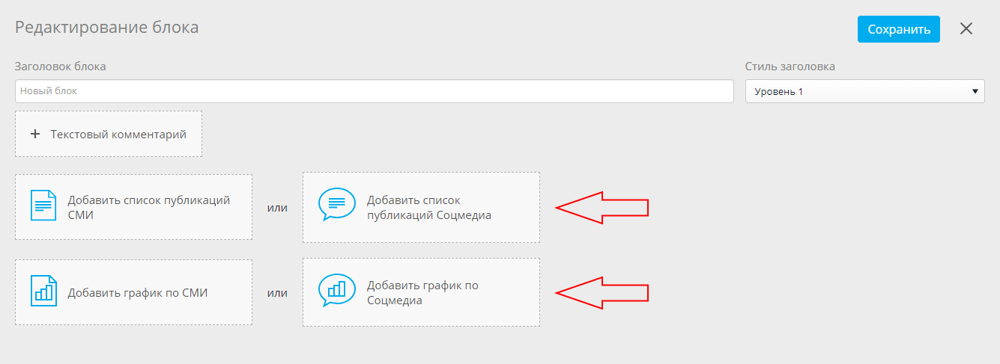 Редактирование блока
Сохранить
Заголовок блока
Стиль заголовка
Новый блок
Уровень 1
+ Текстовый комментарий
Добавить список публикаций
СМИ
или
Добавить список
публикаций Соцмедиа
Добавить график по СМИ
или
Добавить график по
Соцмедиа